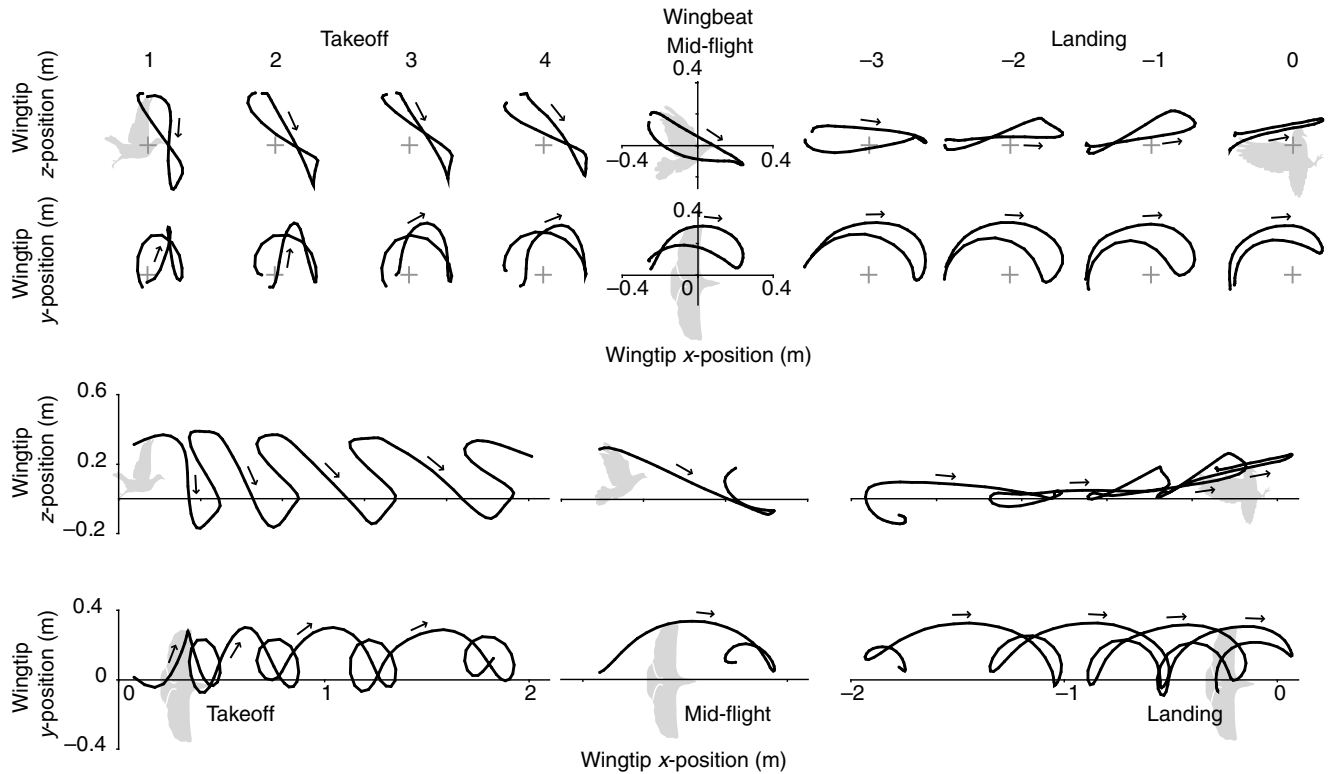 Wingbeat
Takeoff Mid-flight Landing
1 2 3 4 –3 –2 –1 0
Wingtip
z-position (m)
0.4
–0.4 0.4
Wingtip
y-position (m)
0.4
–0.4 0 0.4
Wingtip x-position (m)
Wingtip
z-position (m)
0.6
0.2
–0.2
Wingtip
y-position (m)
0.4
0
–0.4
0 1 2 –2 –1 0
Takeoff Mid-flight Landing
Wingtip x-position (m)